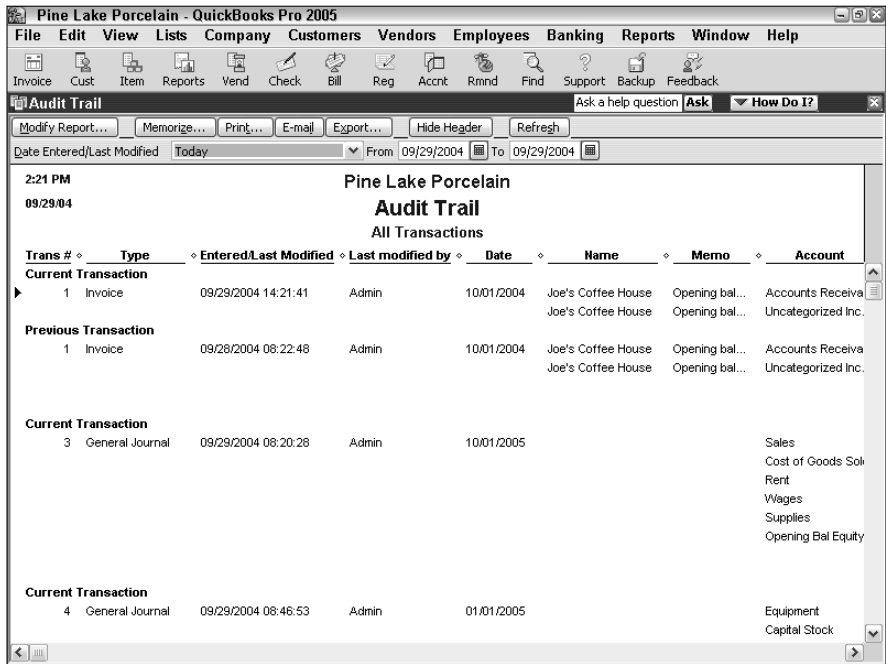 Pine Lake Porcelain - QuickBooks Pro 2005
File Edit View Lists Company Customers Vendors Employees Banking Reports Window Help
Invoice Cust Item Reports Vend Check Bill Reg Accnt Rmnd Find Support Backup Feedback
Audit Trail Ask a help question Ask How Do I?
Modify Report... Memorize... Print... E-mail Export... Hide Header Refresh
Date Entered/Last Modified Today From 09/29/2004 To 09/29/2004
2:21 PM Pine Lake Porcelain
09/29/04 Audit Trail
All Transactions
Trans # Type Entered/Last Modified Last modified by Date Name Memo Account
Current Transaction
1 Invoice 09/29/2004 14:21:41 Admin 10/01/2004 Joe's Coffee House Opening bal... Accounts Receiva
Joe's Coffee House Opening bal... Uncategorized Inc.
Previous Transaction
1 Invoice 09/28/2004 08:22:48 Admin 10/01/2004 Joe's Coffee House Opening bal... Accounts Receiva
Joe's Coffee House Opening bal... Uncategorized Inc.
Current Transaction
3 General Journal 09/29/2004 08:20:28 Admin 10/01/2005 Sales
Cost of Goods Sol
Rent
Wages
Supplies
Opening Bal Equity
Current Transaction
4 General Journal 09/29/2004 08:46:53 Admin 01/01/2005 Equipment
Capital Stock